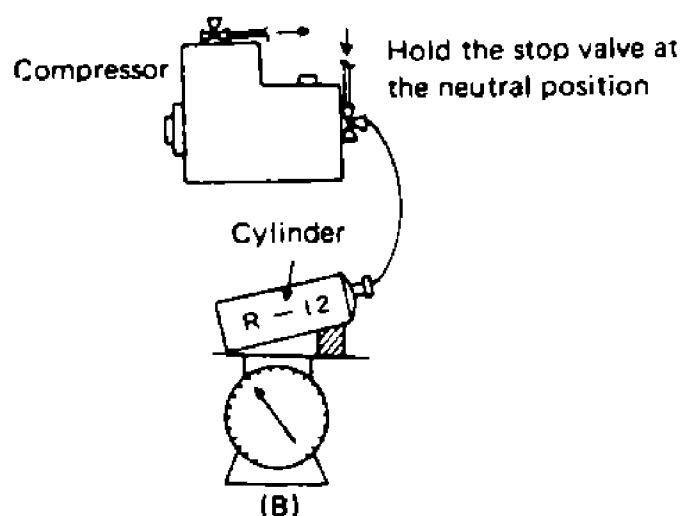 Compressor
Hold the stop valve at
the neutral position
Cylinder
R - 12
(B)